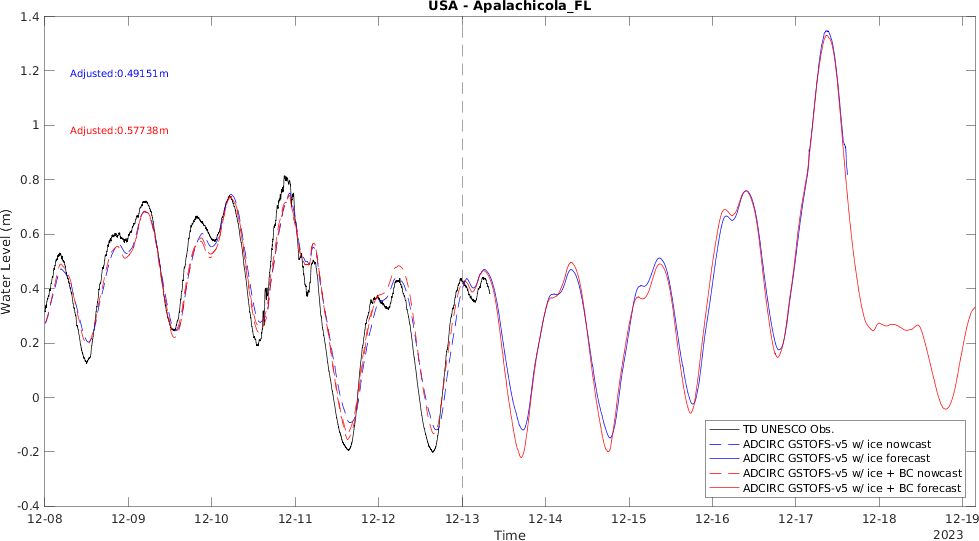 USA - Apalachicola_FL
1.4
1.2
1
0.8
0.6
0.4
0.2
0
-0.2
-0.4
Water Level (m)
Adjusted:0.49151m
Adjusted:0.57738m
TD UNESCO Obs.
ADCIRC GSTOFS-v5 w/ ice nowcast
ADCIRC GSTOFS-v5 w/ ice forecast
ADCIRC GSTOFS-v5 w/ ice + BC nowcast
ADCIRC GSTOFS-v5 w/ ice + BC forecast
12-08 12-09 12-10 12-11 12-12 12-13 12-14 12-15 12-16 12-17 12-18 12-19
Time
2023